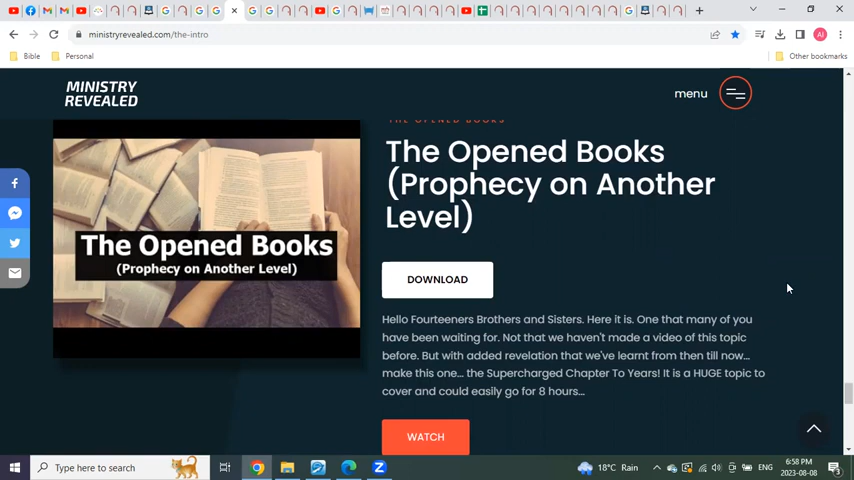 ministryrevealed.com/the-intro
Bible
Personal
Other bookmarks
MINISTRY
REVEALED
menu
THE OPENED BOOKS
The Opened Books
(Prophecy on Another
Level)
The Opened Books
(Prophecy on Another Level)
DOWNLOAD
Hello Fourteeners Brothers and Sisters. Here it is. One that many of you
have been waiting for. Not that we haven't made a video of this topic
before. But with added revelation that we've learnt from then till now...
make this one... the Supercharged Chapter To Years! It is a HUGE topic to
cover and could easily go for 8 hours...
WATCH
Type here to search
18°C Rain
ENG
6:58 PM
2023-08-08
3